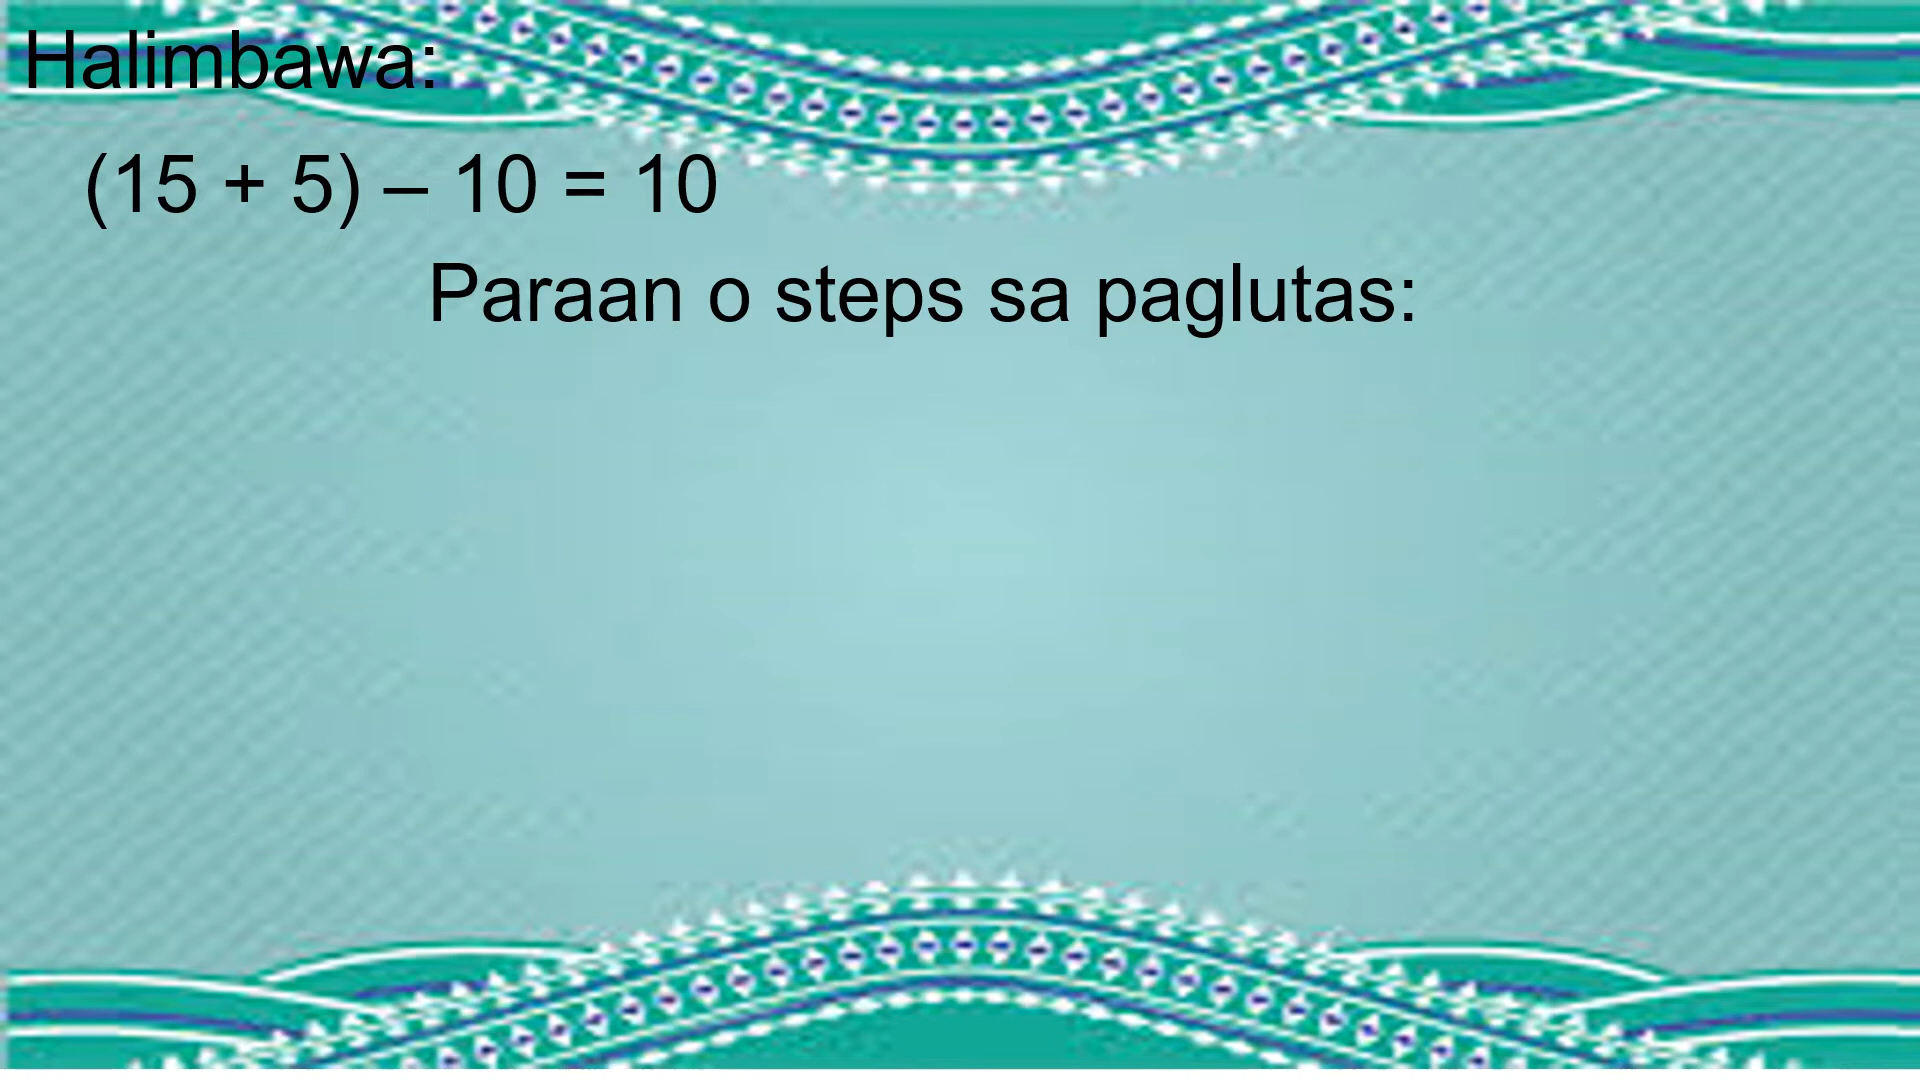 Halimbawa:
(15 + 5) – 10 = 10
Paraan o steps sa paglutas: